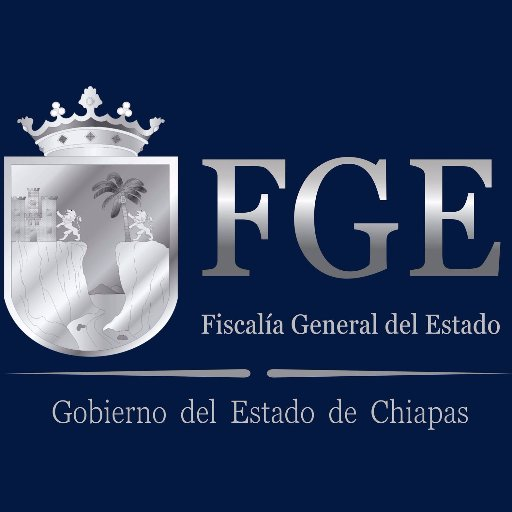 FGE
Fiscalía General del Estado
Gobierno del Estado de Chiapas